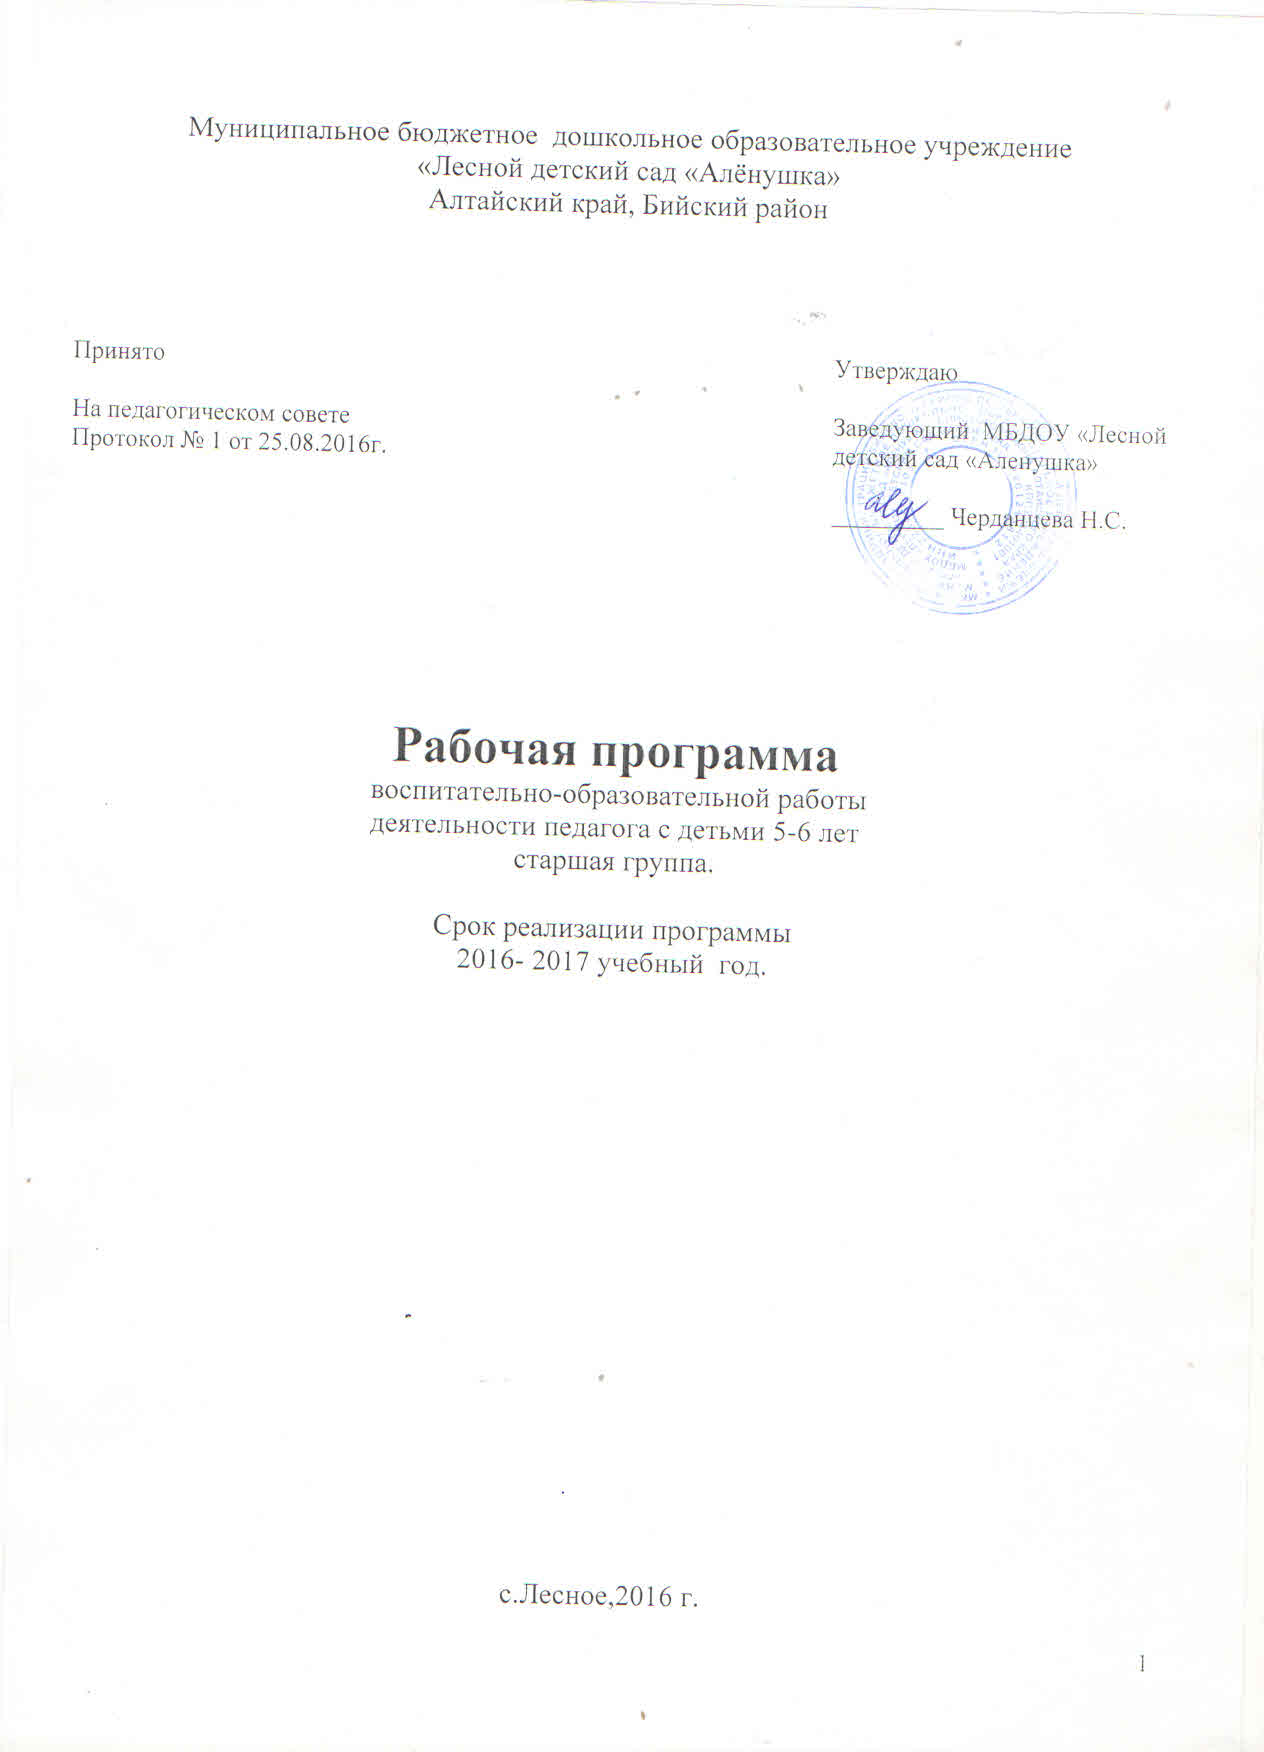 Муниципальное бюджетное дошкольное образовательное учреждение
«Лесной детский сад «Алёнушка»
Алтайский край, Бийский район
Принято
На педагогическом совете
Протокол № 1 от 25.08.2016г.
Утверждаю
Заведующий МБДОУ «Лесной
детский сад «Аленушка»
_________ Черданцева Н.С.
Рабочая программа
воспитательно-образовательной работы
деятельности педагога с детьми 5-6 лет
старшая группа.
Срок реализации программы
2016- 2017 учебный год.
с.Лесное,2016 г.
1